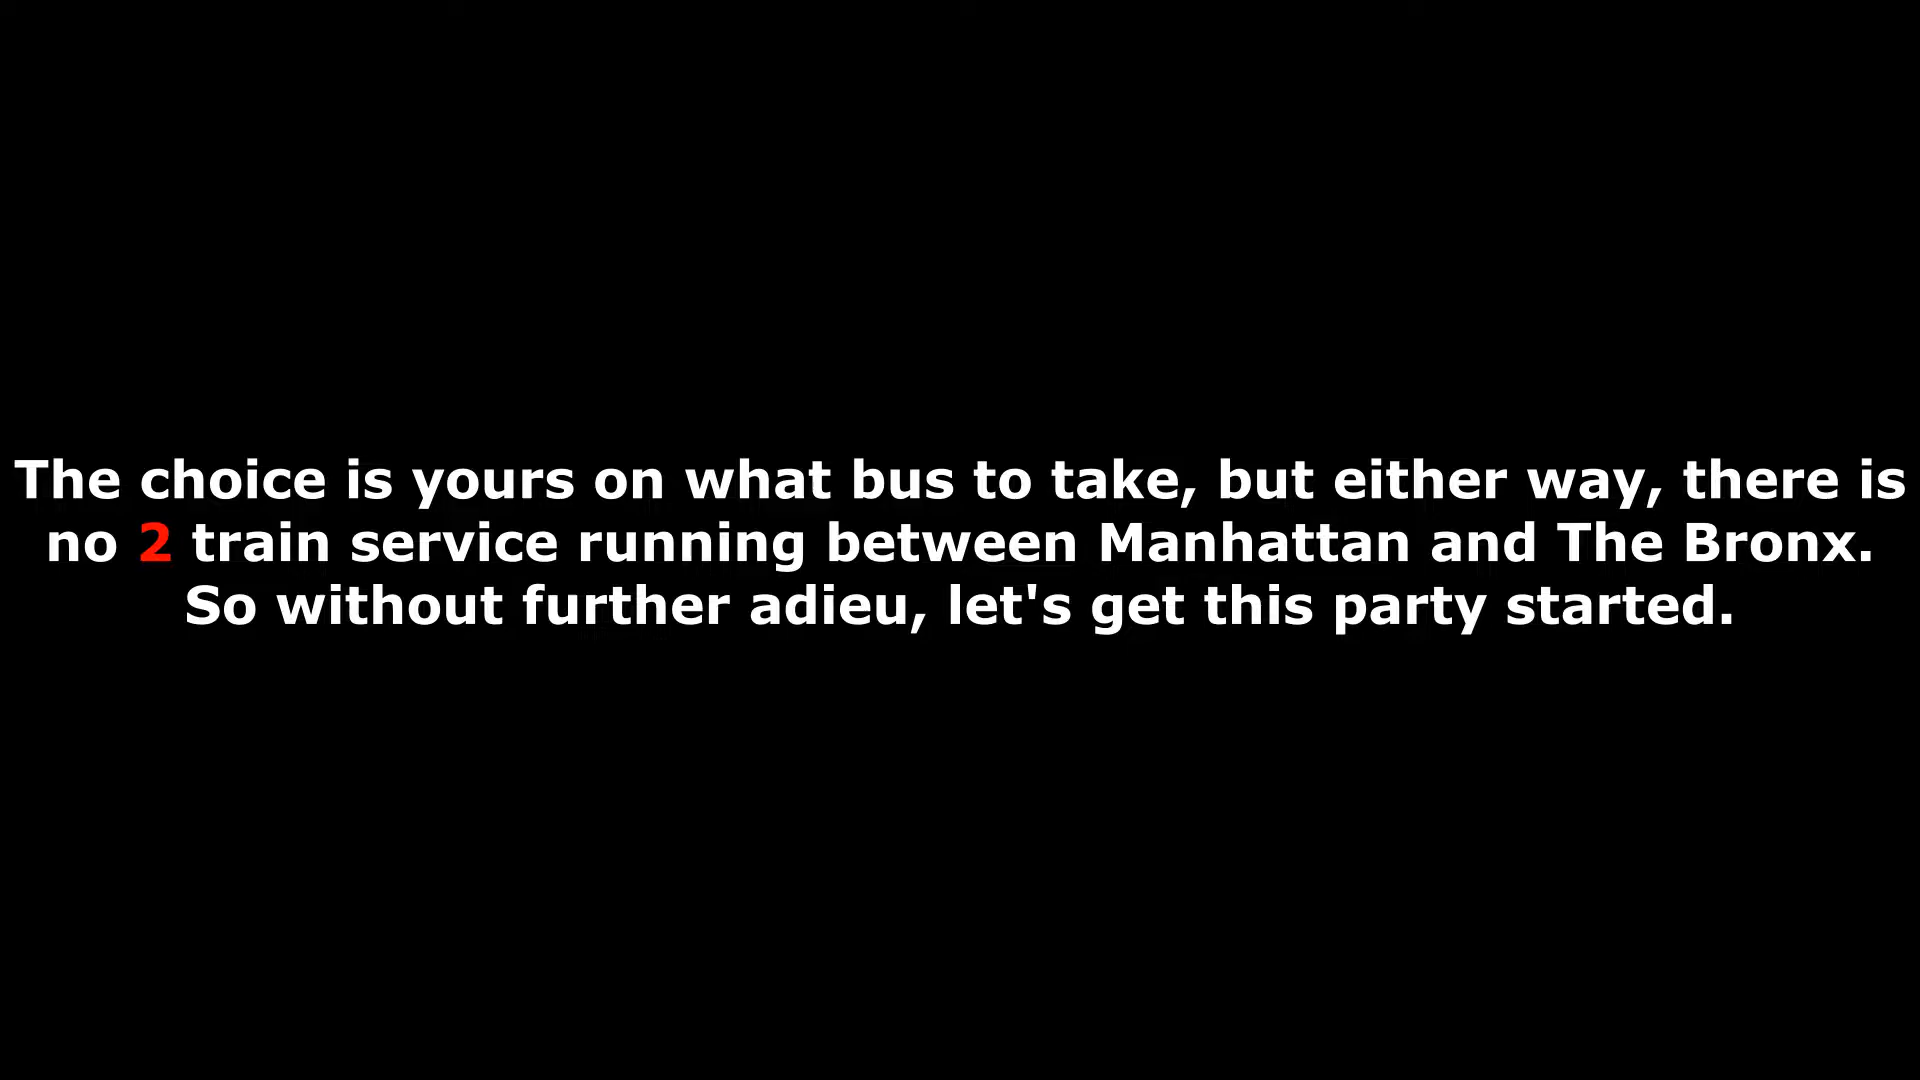 The choice is yours on what bus to take, but either way, there is
no 2 train service running between Manhattan and The Bronx.
So without further adieu, let's get this party started.